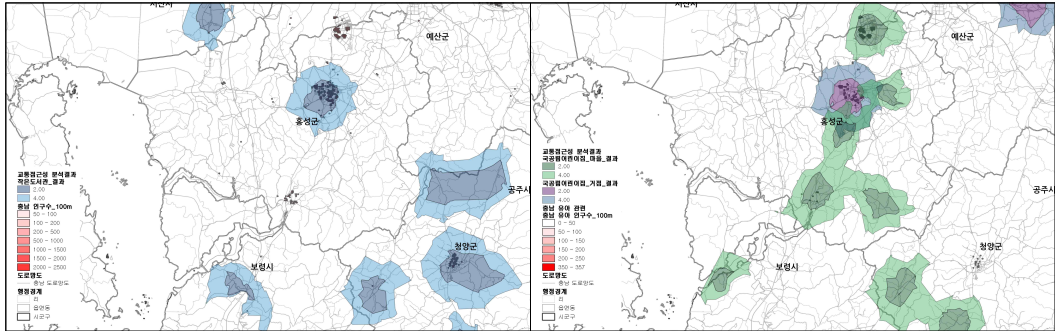 서산시
예산군
홍성군
공주시
청양군
보령시
교통접근성 분석결과
작은도서관_결과
2.00
4.00
충남 인구수_100m
50 - 100
100 - 200
200 - 500
500 - 1000
1000 - 1500
1500 - 2000
2000 - 2500
도로망도
충남 도로망도
행정경계
리
읍면동
시군구
서산시
예산군
홍성군
공주시
청양군
보령시
교통접근성 분석결과
국공립어린이집_마을_결과
2.00
4.00
국공립어린이집_거점_결과
2.00
4.00
충남 유아 관련
충남 유아 인구수_100m
0 - 50
50 - 100
100 - 150
150 - 200
200 - 250
350 - 357
도로망도
충남 도로망도
행정경계
리
읍면동
시군구